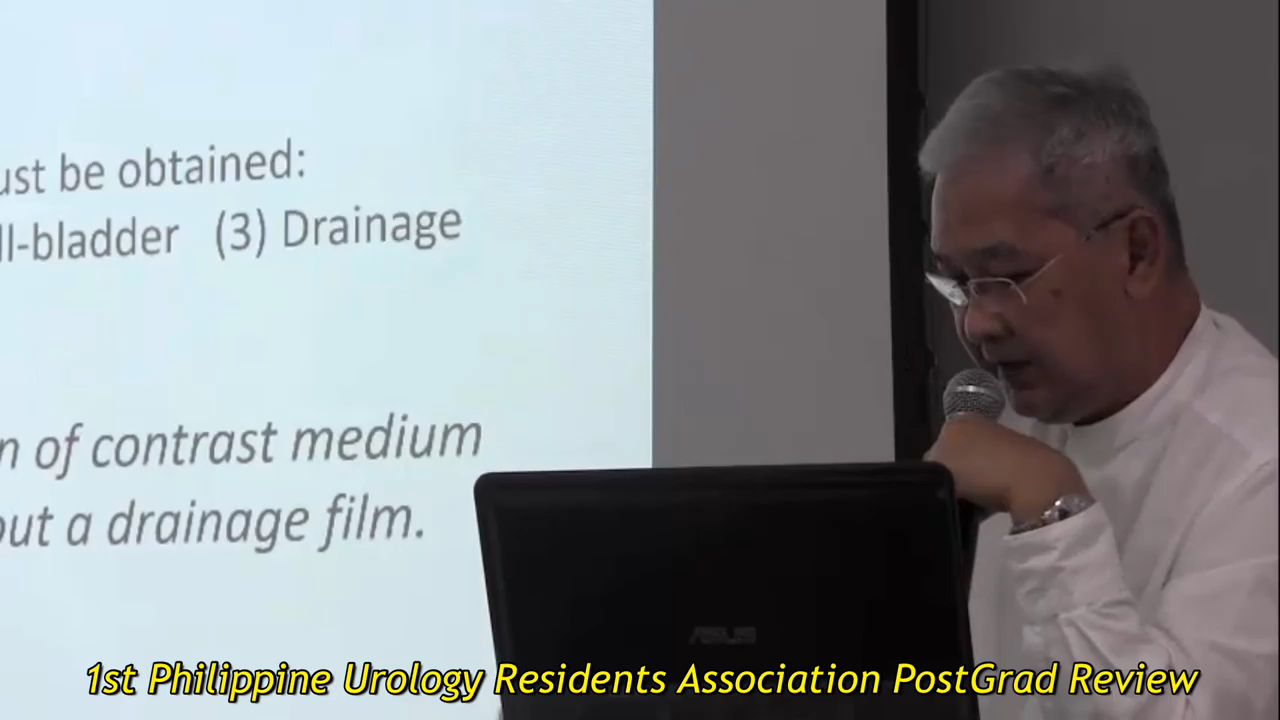 ust be obtained:
ll-bladder (3) Drainage
n of contrast medium
out a drainage film.
ASUS
1st Philippine Urology Residents Association PostGrad Review